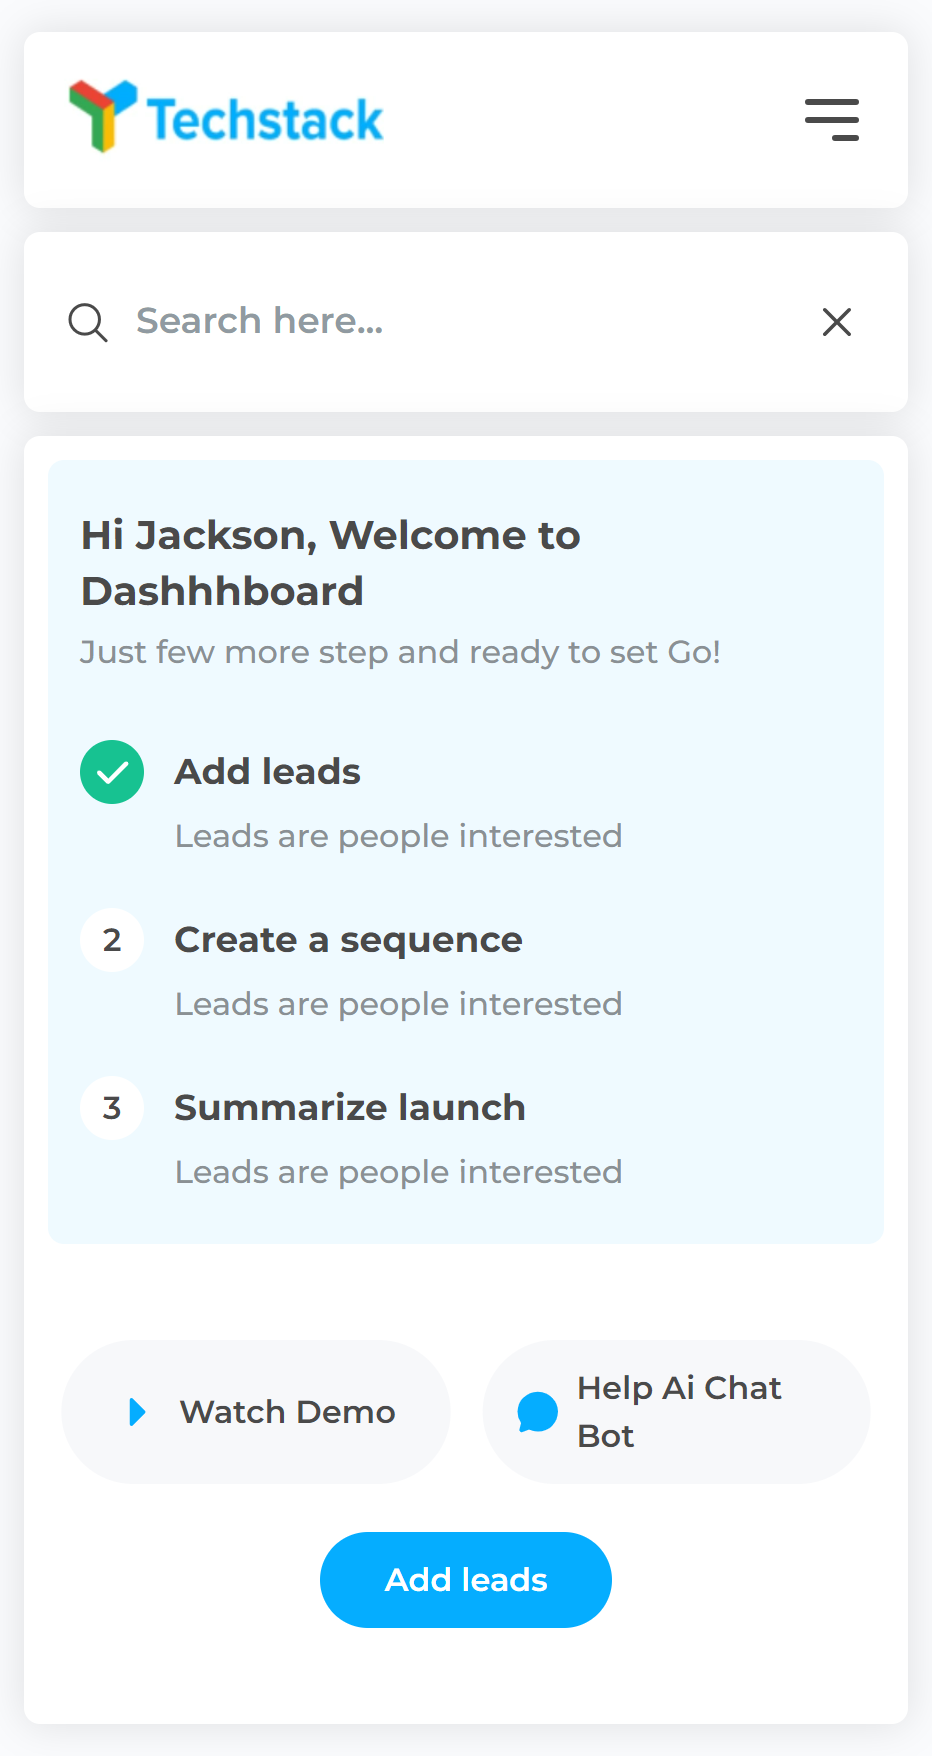 Techstack
Search here...
Hi Jackson, Welcome to
Dashhhboard
Just few more step and ready to set Go!
Add leads
Leads are people interested
2
Create a sequence
Leads are people interested
3
Summarize launch
Leads are people interested
Watch Demo
Help Ai Chat
Bot
Add leads